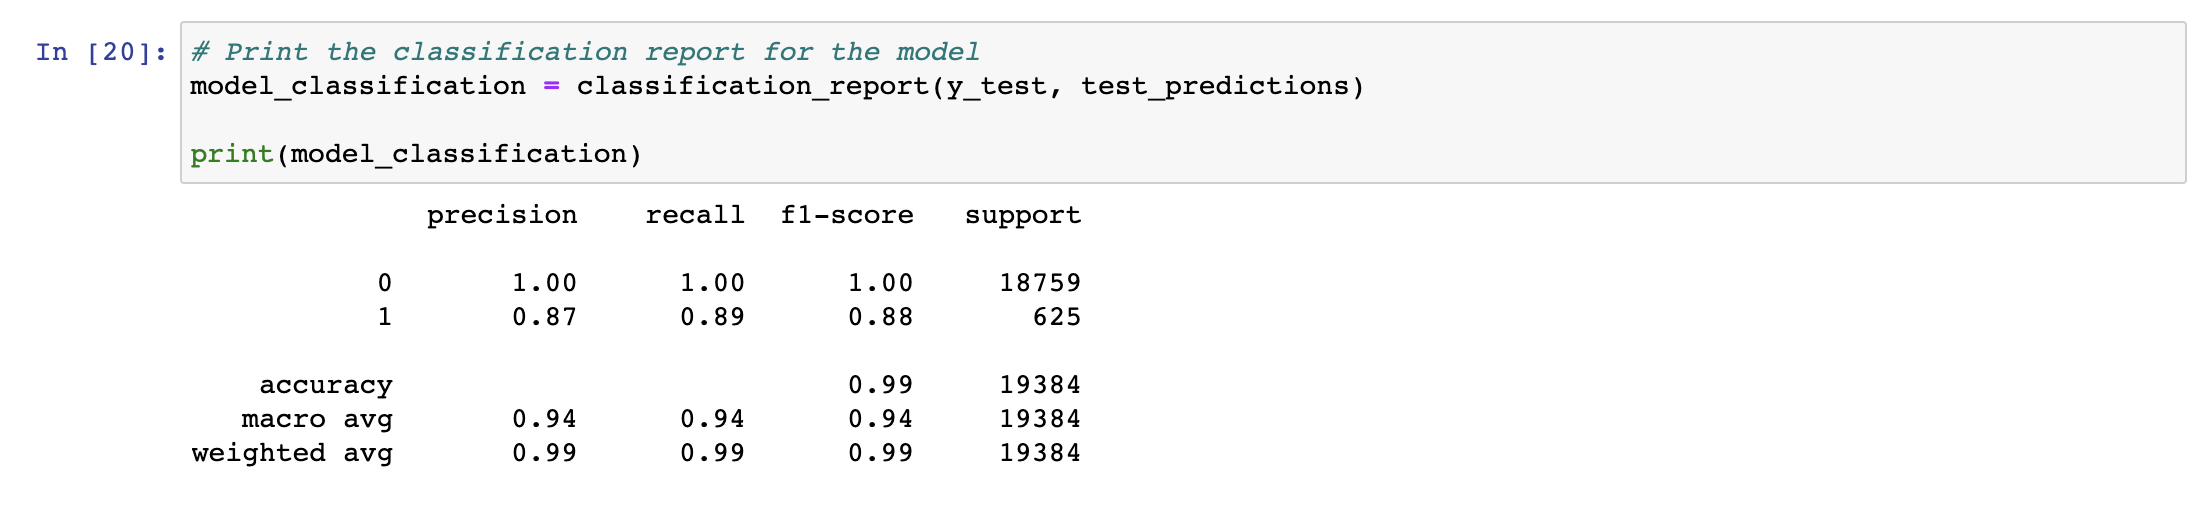 In [20]: # Print the classification report for the model
model_classification = classification_report(y_test, test_predictions)
print(model_classification)
precision recall f1-score support
0 1.00 1.00 1.00 18759
1 0.87 0.89 0.88 625
accuracy 0.99 19384
macro avg 0.94 0.94 0.94 19384
weighted avg 0.99 0.99 0.99 19384